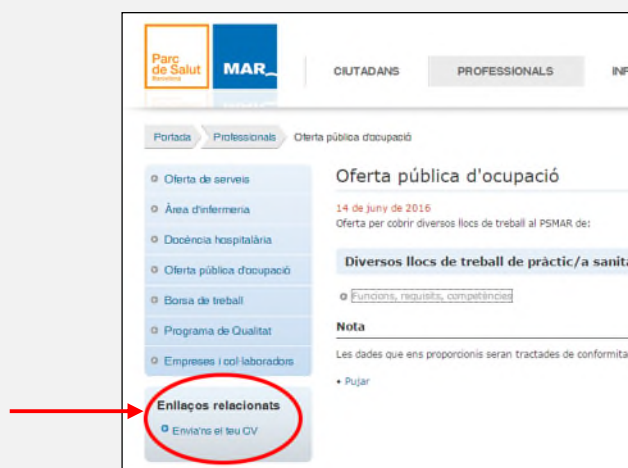 Parc
de Salut
Barcelona
MAR
CIUTADANS
PROFESSIONALS
Portada
Professionals
Oferta pública d'ocupació
Oferta de serveis
Àrea d'infermeria
Docència hospitalària
Oferta pública d'ocupació
Borsa de treball
Programa de Qualitat
Empreses i col·laboradors
Enllaços relacionats
Envia'ns el teu CV
Oferta pública d'ocupació
14 de juny de 2016
Oferta per cobrir diversos llocs de treball al PSMAR de:
Diversos llocs de treball de pràctic/a sanita
Funcions, requisits, competències
Nota
Les dades que ens proporcionis seran tractades de conformita
• Pujar